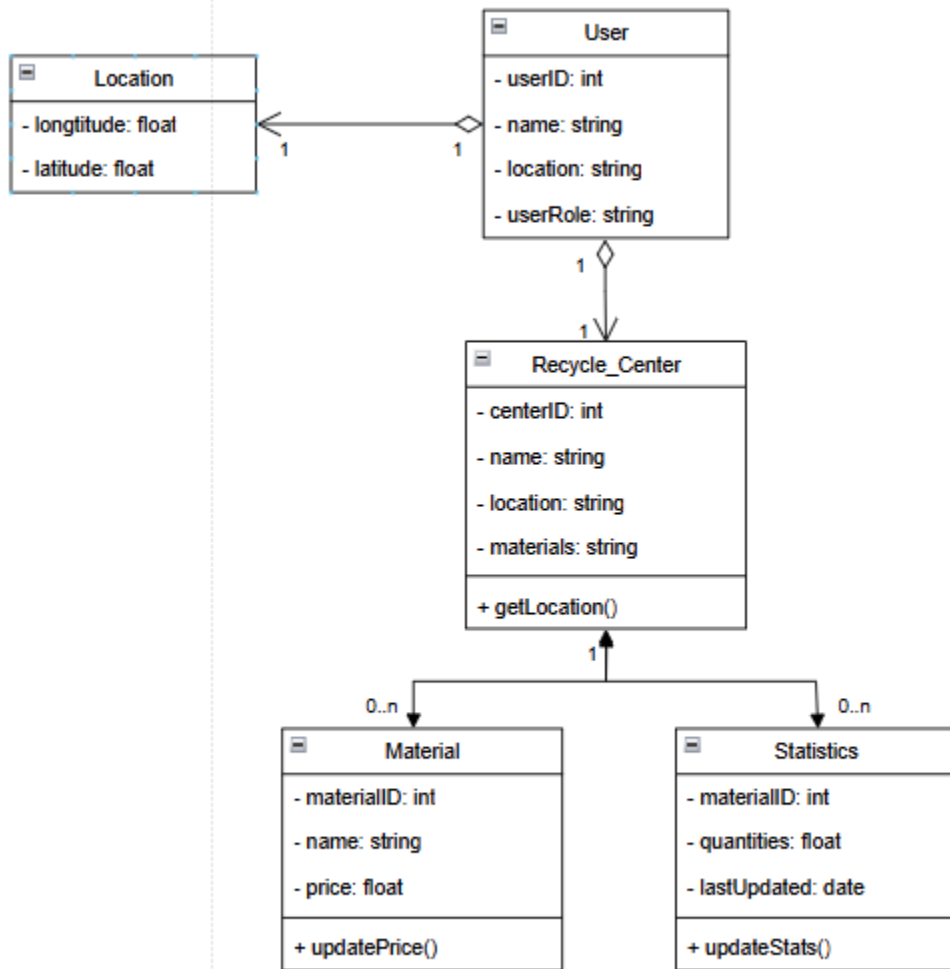 User
- userID: int
- name: string
- location: string
- userRole: string
Location
- longtitude: float
- latitude: float
1
1
1
1
Recycle_Center
- centerID: int
- name: string
- location: string
- materials: string
+ getLocation()
1
0..n
0..n
Material
- materialID: int
- name: string
- price: float
+ updatePrice()
Statistics
- materialID: int
- quantities: float
- lastUpdated: date
+ updateStats()